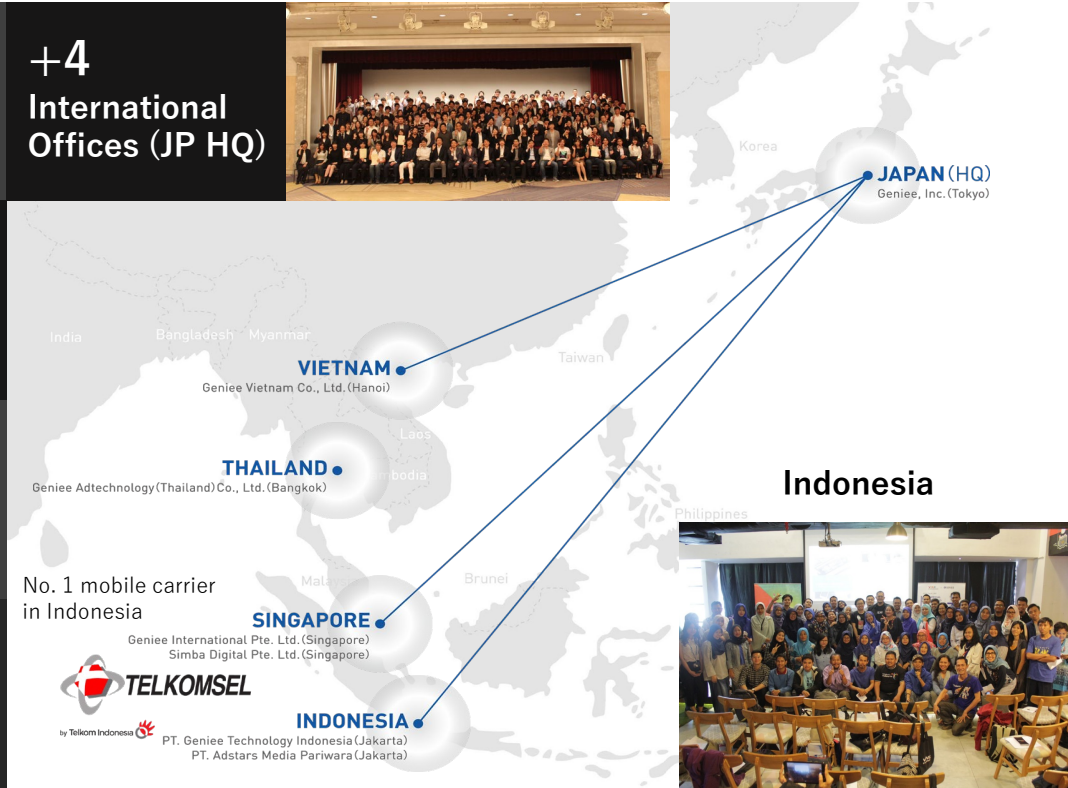 +4
International
Offices (JP HQ)
Korea
JAPAN(HQ)
Geniee, Inc.(Tokyo)
India
Bangladesh
Myanmar
Taiwan
VIETNAM
Geniee Vietnam Co., Ltd.(Hanoi)
Laos
THAILAND
Geniee Adtechnology(Thailand)Co., Ltd.(Bangkok)
Indonesia
Philippines
No. 1 mobile carrier
in Indonesia
Brunei
SINGAPORE
Geniee International Pte. Ltd.(Singapore)
Simba Digital Pte. Ltd.(Singapore)
TELKOMSEL
by Telkom Indonesia
INDONESIA
PT. Geniee Technology Indonesia(Jakarta)
PT. Adstars Media Pariwara(Jakarta)